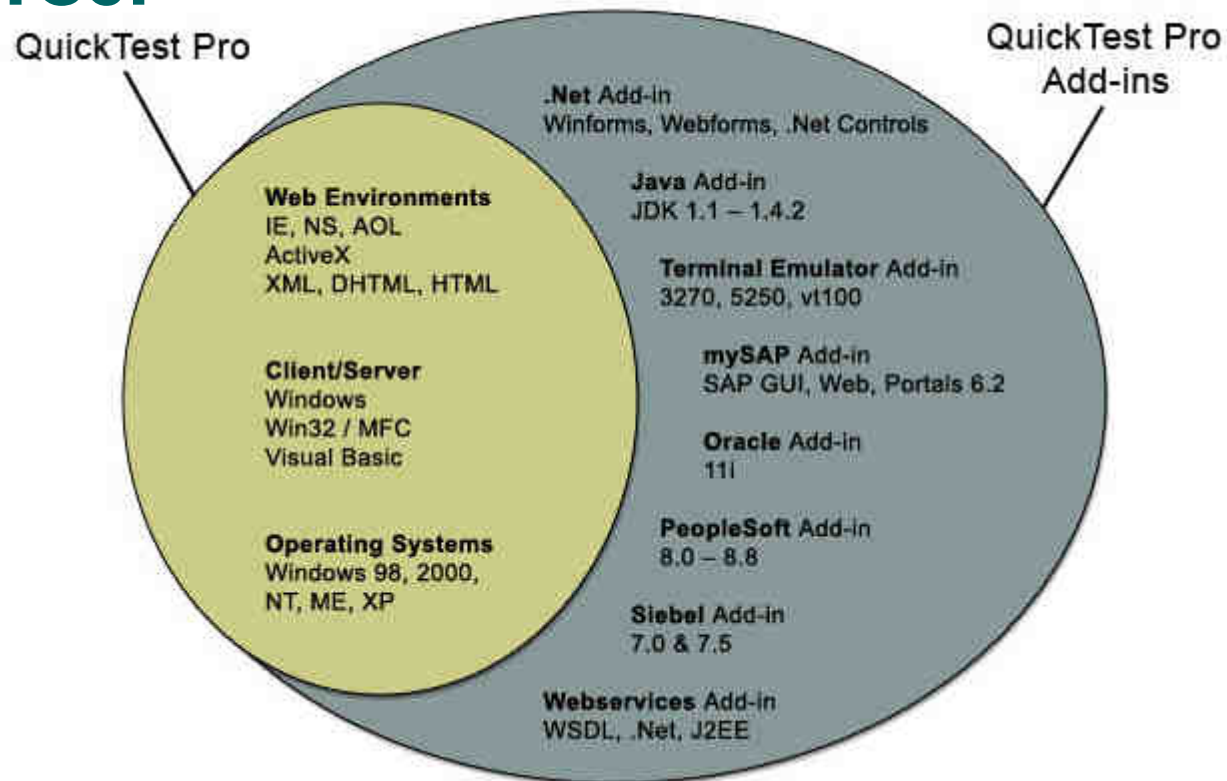 QuickTest Pro
QuickTest Pro
Add-ins
Web Environments
IE, NS, AOL
ActiveX
XML, DHTML, HTML
Client/Server
Windows
Win32 / MFC
Visual Basic
Operating Systems
Windows 98, 2000,
NT, ME, XP
.Net Add-in
Winforms, Webforms, .Net Controls
Java Add-in
JDK 1.1 – 1.4.2
Terminal Emulator Add-in
3270, 5250, vt100
mySAP Add-in
SAP GUI, Web, Portals 6.2
Oracle Add-in
11i
PeopleSoft Add-in
8.0 – 8.8
Siebel Add-in
7.0 & 7.5
Webservices Add-in
WSDL, .Net, J2EE